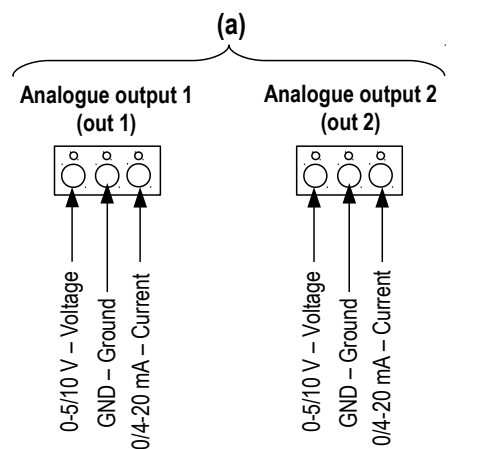 (a)
Analogue output 1
(out 1)
Analogue output 2
(out 2)
0-5/10 V – Voltage
GND – Ground
0/4-20 mA – Current
0-5/10 V – Voltage
GND – Ground
0/4-20 mA – Current